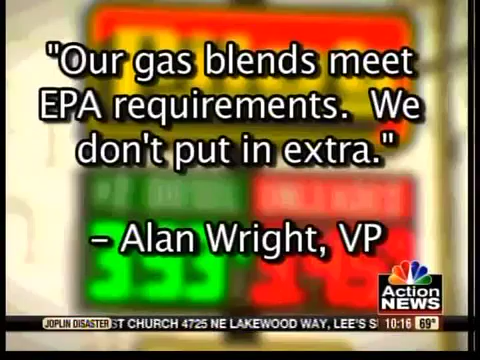 "Our gas blends meet
EPA requirements. We
don't put in extra."
– Alan Wright, VP
Action
NEWS
JOPLIN DISASTER ST CHURCH 4725 NE LAKEWOOD WAY, LEE'S S 10:16 69°